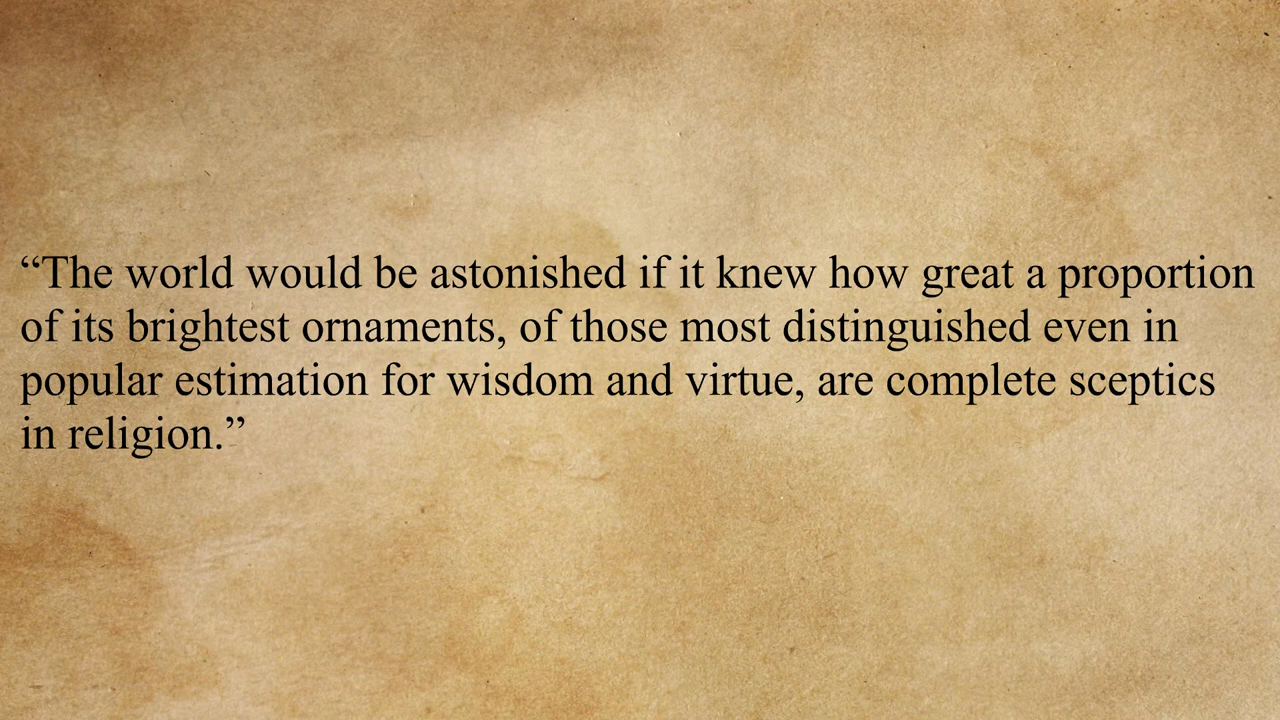 “The world would be astonished if it knew how great a proportion
of its brightest ornaments, of those most distinguished even in
popular estimation for wisdom and virtue, are complete sceptics
in religion.”